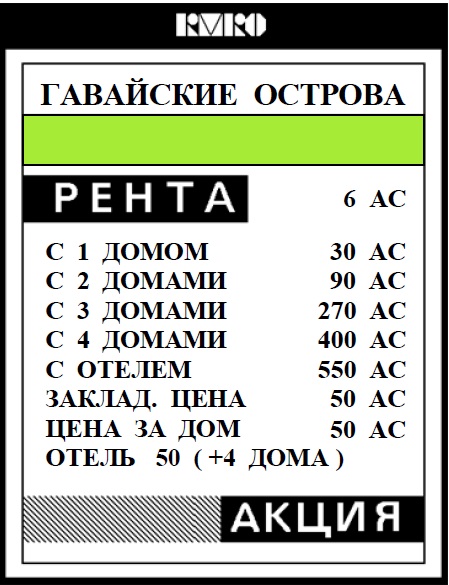 RMKO
ГАВАЙСКИЕ ОСТРОВА
РЕНТА 6 АС
С 1 ДОМОМ 30 АС
С 2 ДОМАМИ 90 АС
С 3 ДОМАМИ 270 АС
С 4 ДОМАМИ 400 АС
С ОТЕЛЕМ 550 АС
ЗАКЛАД. ЦЕНА 50 АС
ЦЕНА ЗА ДОМ 50 АС
ОТЕЛЬ 50 ( +4 ДОМА )
АКЦИЯ